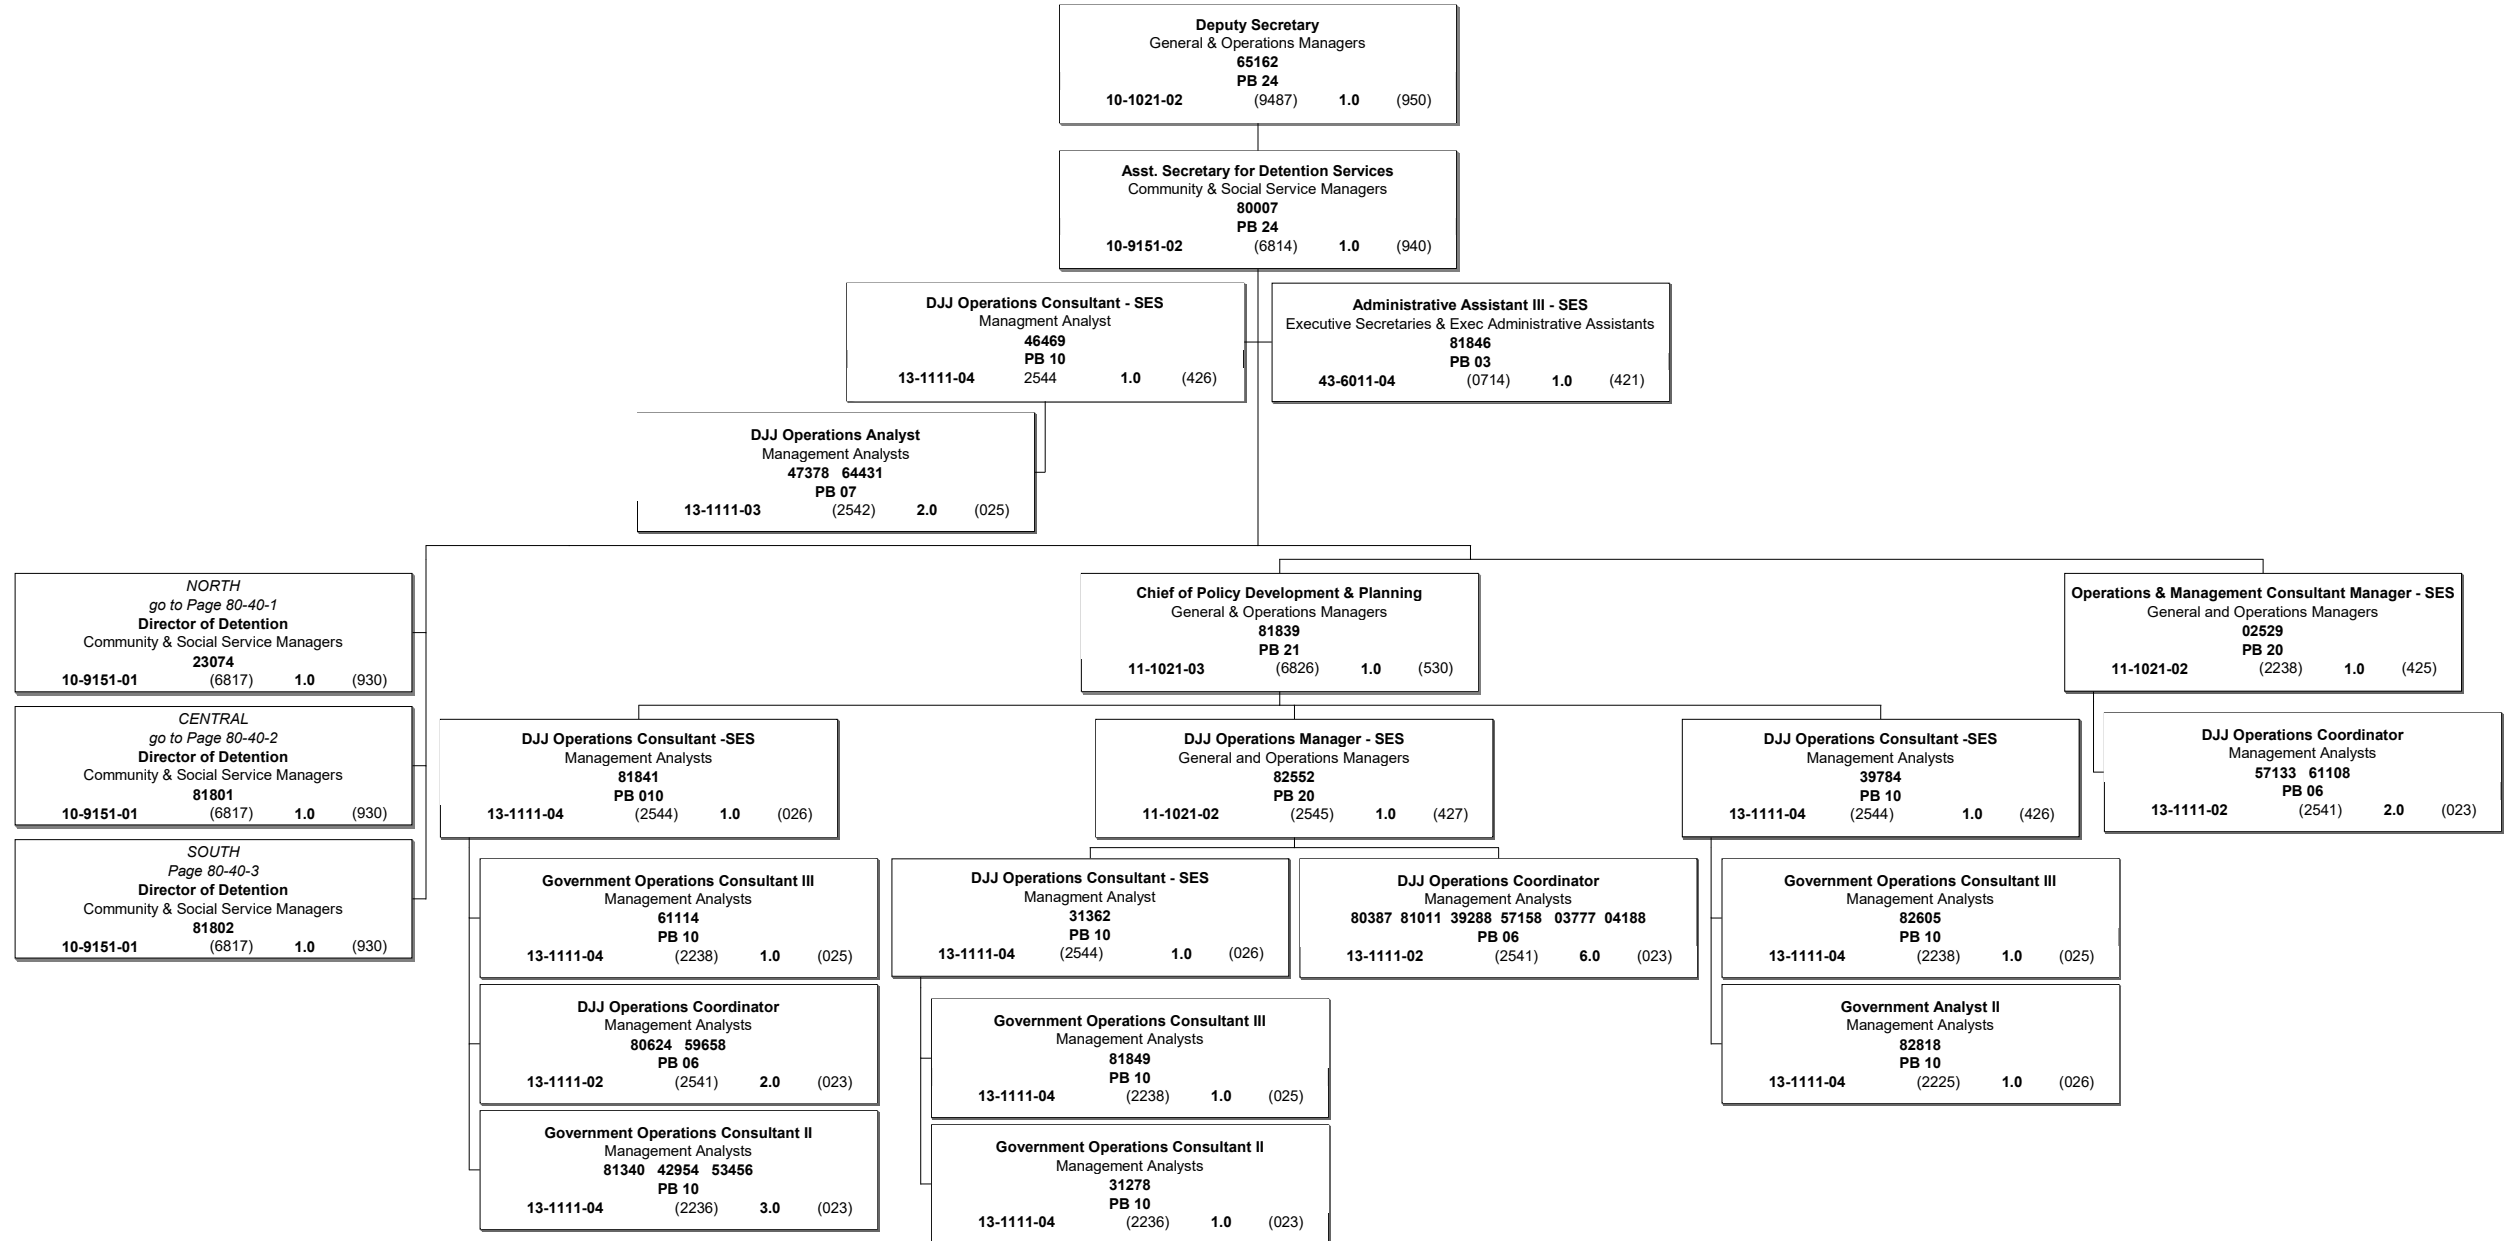 Deputy Secretary
General & Operations Managers
65162
PB 24
10-1021-02 (9487) 1.0 (950)
Asst. Secretary for Detention Services
Community & Social Service Managers
80007
PB 24
10-9151-02 (6814) 1.0 (940)
DJJ Operations Consultant - SES
Managment Analyst
46469
PB 10
13-1111-04 2544 1.0 (426)
Administrative Assistant III - SES
Executive Secretaries & Exec Administrative Assistants
81846
PB 03
43-6011-04 (0714) 1.0 (421)
DJJ Operations Analyst
Management Analysts
47378 64431
PB 07
13-1111-03 (2542) 2.0 (025)
NORTH
go to Page 80-40-1
Director of Detention
Community & Social Service Managers
23074
10-9151-01 (6817) 1.0 (930)
CENTRAL
go to Page 80-40-2
Director of Detention
Community & Social Service Managers
81801
10-9151-01 (6817) 1.0 (930)
SOUTH
Page 80-40-3
Director of Detention
Community & Social Service Managers
81802
10-9151-01 (6817) 1.0 (930)
Chief of Policy Development & Planning
General & Operations Managers
81839
PB 21
11-1021-03 (6826) 1.0 (530)
Operations & Management Consultant Manager - SES
General and Operations Managers
02529
PB 20
11-1021-02 (2238) 1.0 (425)
DJJ Operations Coordinator
Management Analysts
57133 61108
PB 06
13-1111-02 (2541) 2.0 (023)
DJJ Operations Consultant -SES
Management Analysts
81841
PB 010
13-1111-04 (2544) 1.0 (026)
Government Operations Consultant III
Management Analysts
61114
PB 10
13-1111-04 (2238) 1.0 (025)
DJJ Operations Coordinator
Management Analysts
80624 59658
PB 06
13-1111-02 (2541) 2.0 (023)
Government Operations Consultant II
Management Analysts
81340 42954 53456
PB 10
13-1111-04 (2236) 3.0 (023)
DJJ Operations Manager - SES
General and Operations Managers
82552
PB 20
11-1021-02 (2545) 1.0 (427)
DJJ Operations Consultant - SES
Managment Analyst
31362
PB 10
13-1111-04 (2544) 1.0 (026)
Government Operations Consultant III
Management Analysts
81849
PB 10
13-1111-04 (2238) 1.0 (025)
Government Operations Consultant II
Management Analysts
31278
PB 10
13-1111-04 (2236) 1.0 (023)
DJJ Operations Coordinator
Management Analysts
80387 81011 39288 57158 03777 04188
PB 06
13-1111-02 (2541) 6.0 (023)
DJJ Operations Consultant -SES
Management Analysts
39784
PB 10
13-1111-04 (2544) 1.0 (426)
Government Operations Consultant III
Management Analysts
82605
PB 10
13-1111-04 (2238) 1.0 (025)
Government Analyst II
Management Analysts
82818
PB 10
13-1111-04 (2225) 1.0 (026)